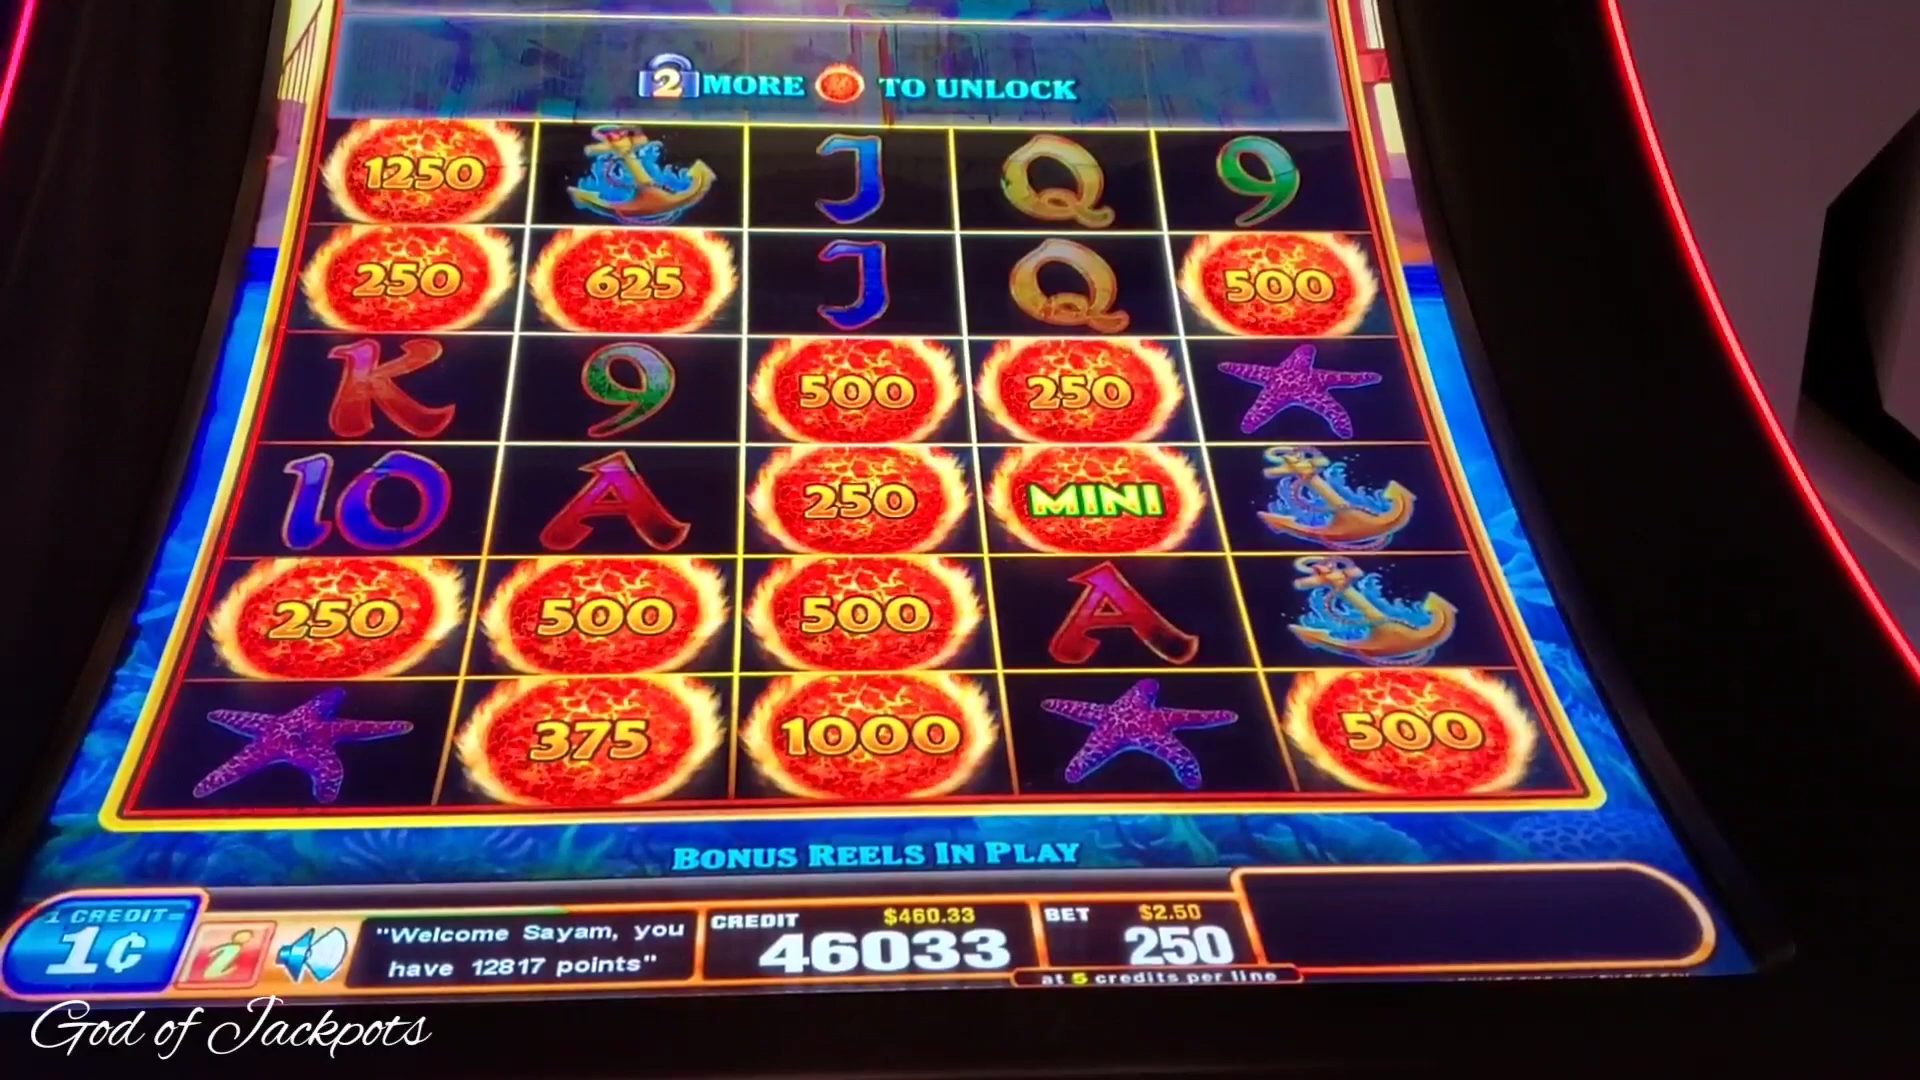 2 MORE TO UNLOCK
1250 J Q 9
250 625 J Q 500
K 9 500 250
10 A 250 MINI
250 500 500 A
375 1000 500
BONUS REELS IN PLAY
1 CREDIT=
1¢
i
"Welcome Sayam, you
have 12817 points"
CREDIT $460.33
46033
BET $2.50
250
at 5 credits per line
God of Jackpots